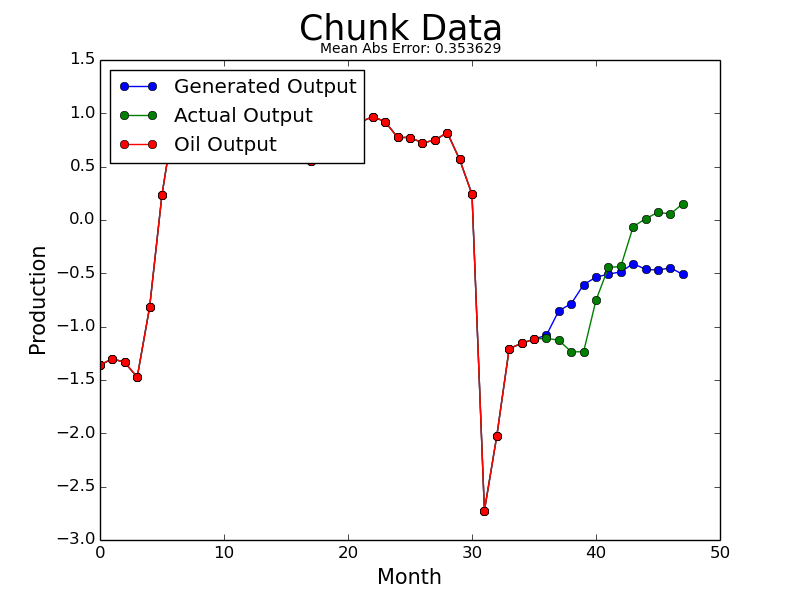 Chunk Data
Mean Abs Error: 0.353629
1.5
1.0
0.5
0.0
−0.5
−1.0
−1.5
−2.0
−2.5
−3.0
Production
Generated Output
Actual Output
Oil Output
0 10 20 30 40 50
Month